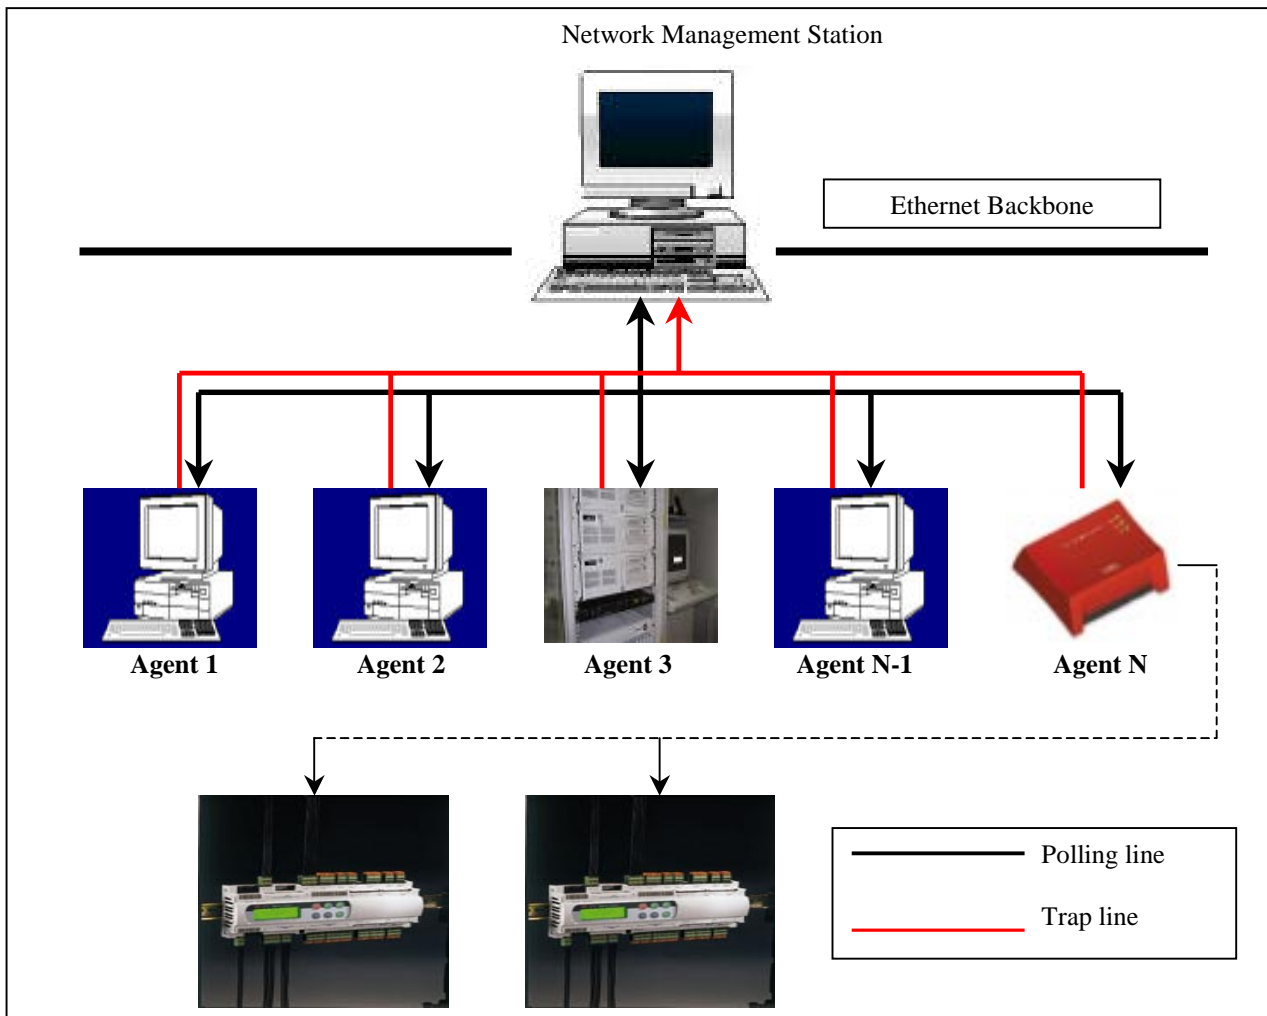 Network Management Station
Ethernet Backbone
Agent 1
Agent 2
Agent 3
Agent N-1
Agent N
Polling line
Trap line